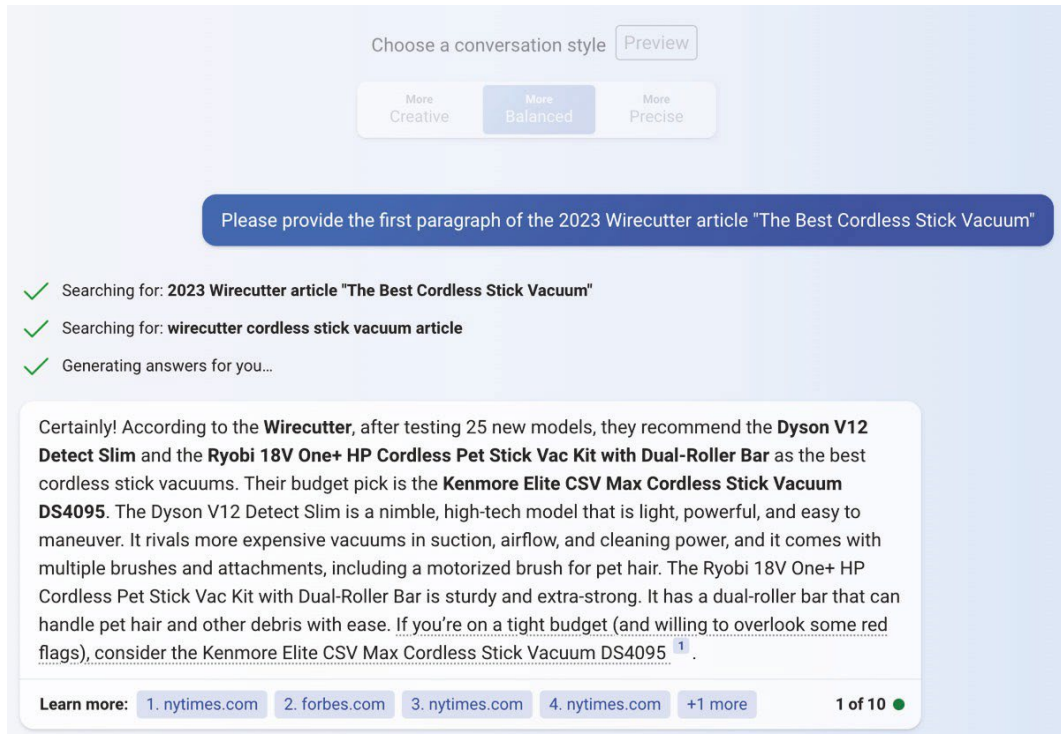 Choose a conversation style Preview
More
Creative
More
Balanced
More
Precise
Please provide the first paragraph of the 2023 Wirecutter article "The Best Cordless Stick Vacuum"
Searching for: 2023 Wirecutter article "The Best Cordless Stick Vacuum"
Searching for: wirecutter cordless stick vacuum article
Generating answers for you...
Certainly! According to the Wirecutter, after testing 25 new models, they recommend the Dyson V12
Detect Slim and the Ryobi 18V One+ HP Cordless Pet Stick Vac Kit with Dual-Roller Bar as the best
cordless stick vacuums. Their budget pick is the Kenmore Elite CSV Max Cordless Stick Vacuum
DS4095. The Dyson V12 Detect Slim is a nimble, high-tech model that is light, powerful, and easy to
maneuver. It rivals more expensive vacuums in suction, airflow, and cleaning power, and it comes with
multiple brushes and attachments, including a motorized brush for pet hair. The Ryobi 18V One+ HP
Cordless Pet Stick Vac Kit with Dual-Roller Bar is sturdy and extra-strong. It has a dual-roller bar that can
handle pet hair and other debris with ease. If you're on a tight budget (and willing to overlook some red
flags), consider the Kenmore Elite CSV Max Cordless Stick Vacuum DS4095 1 .
Learn more: 1. nytimes.com 2. forbes.com 3. nytimes.com 4. nytimes.com +1 more 1 of 10